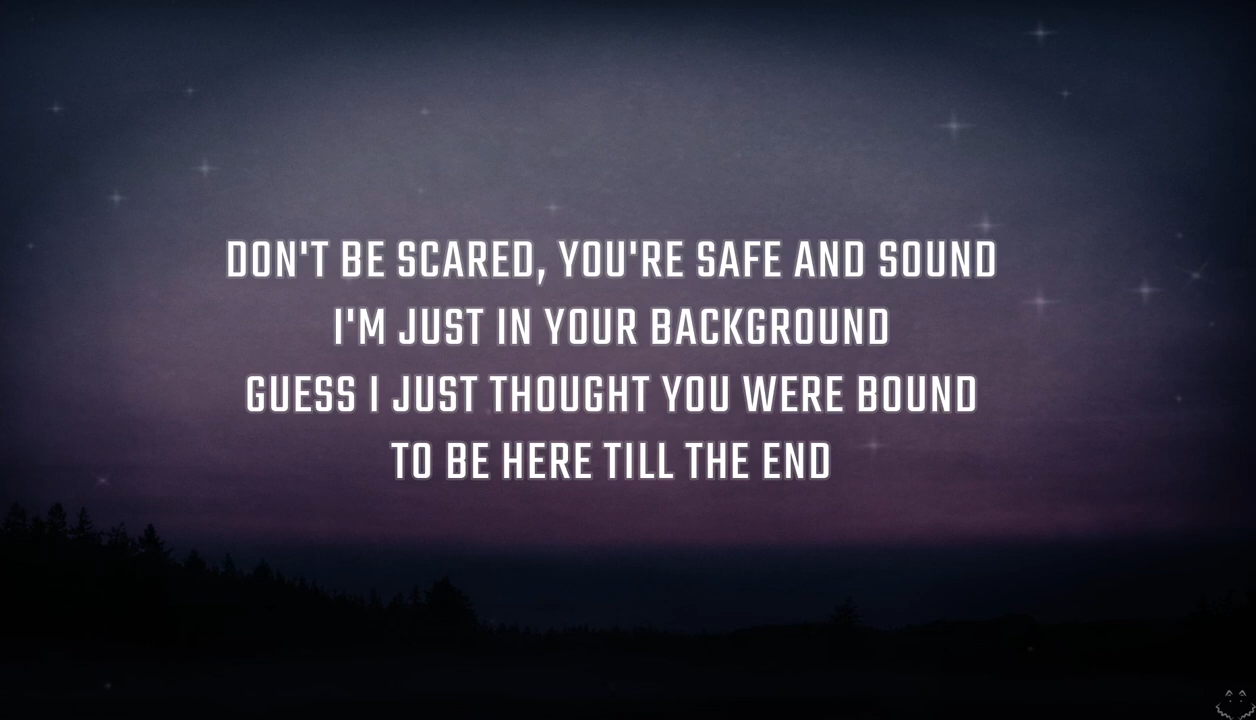 DON'T BE SCARED, YOU'RE SAFE AND SOUND
I'M JUST IN YOUR BACKGROUND
GUESS I JUST THOUGHT YOU WERE BOUND
TO BE HERE TILL THE END